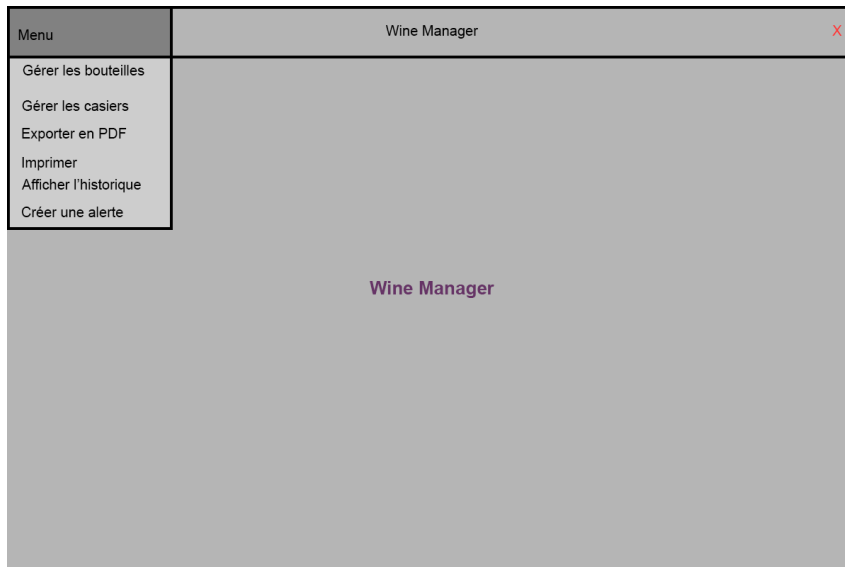 Menu
Wine Manager
X
Gérer les bouteilles
Gérer les casiers
Exporter en PDF
Imprimer
Afficher l'historique
Créer une alerte
Wine Manager